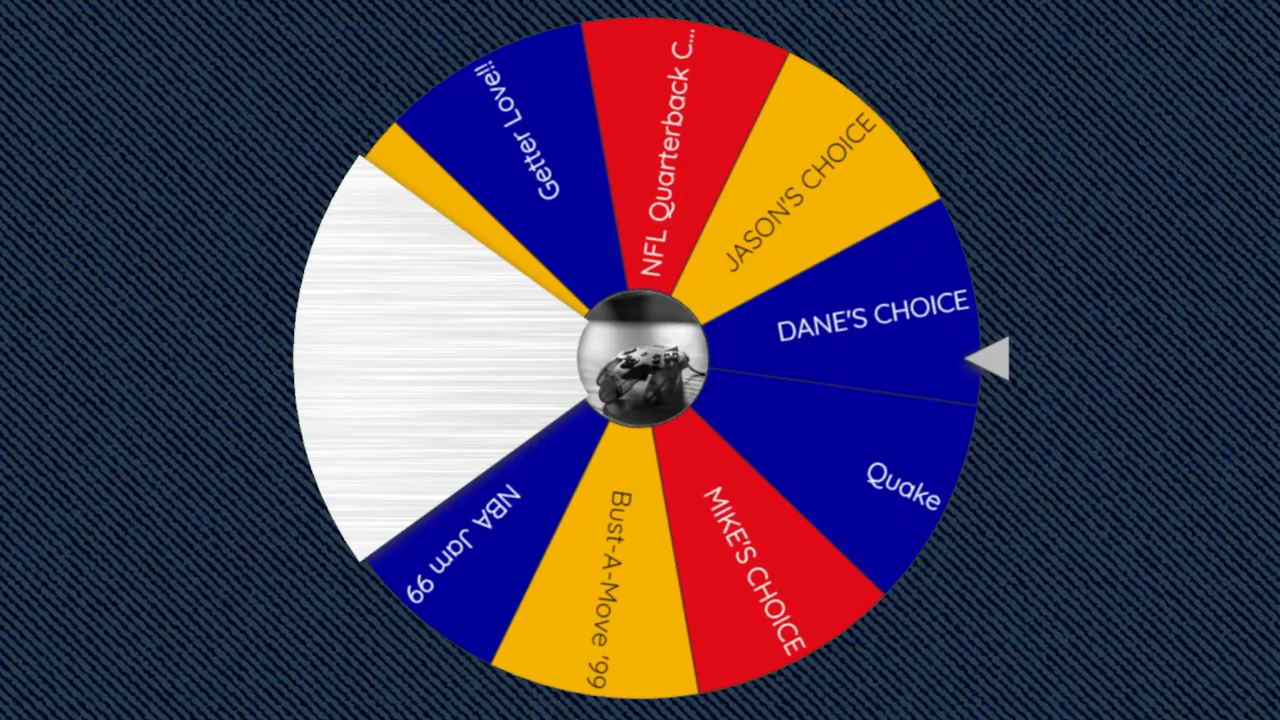 Getter Love!!
NFL Quarterback C...
JASON'S CHOICE
DANE'S CHOICE
Quake
MIKE'S CHOICE
Bust-A-Move '99
NBA Jam 99